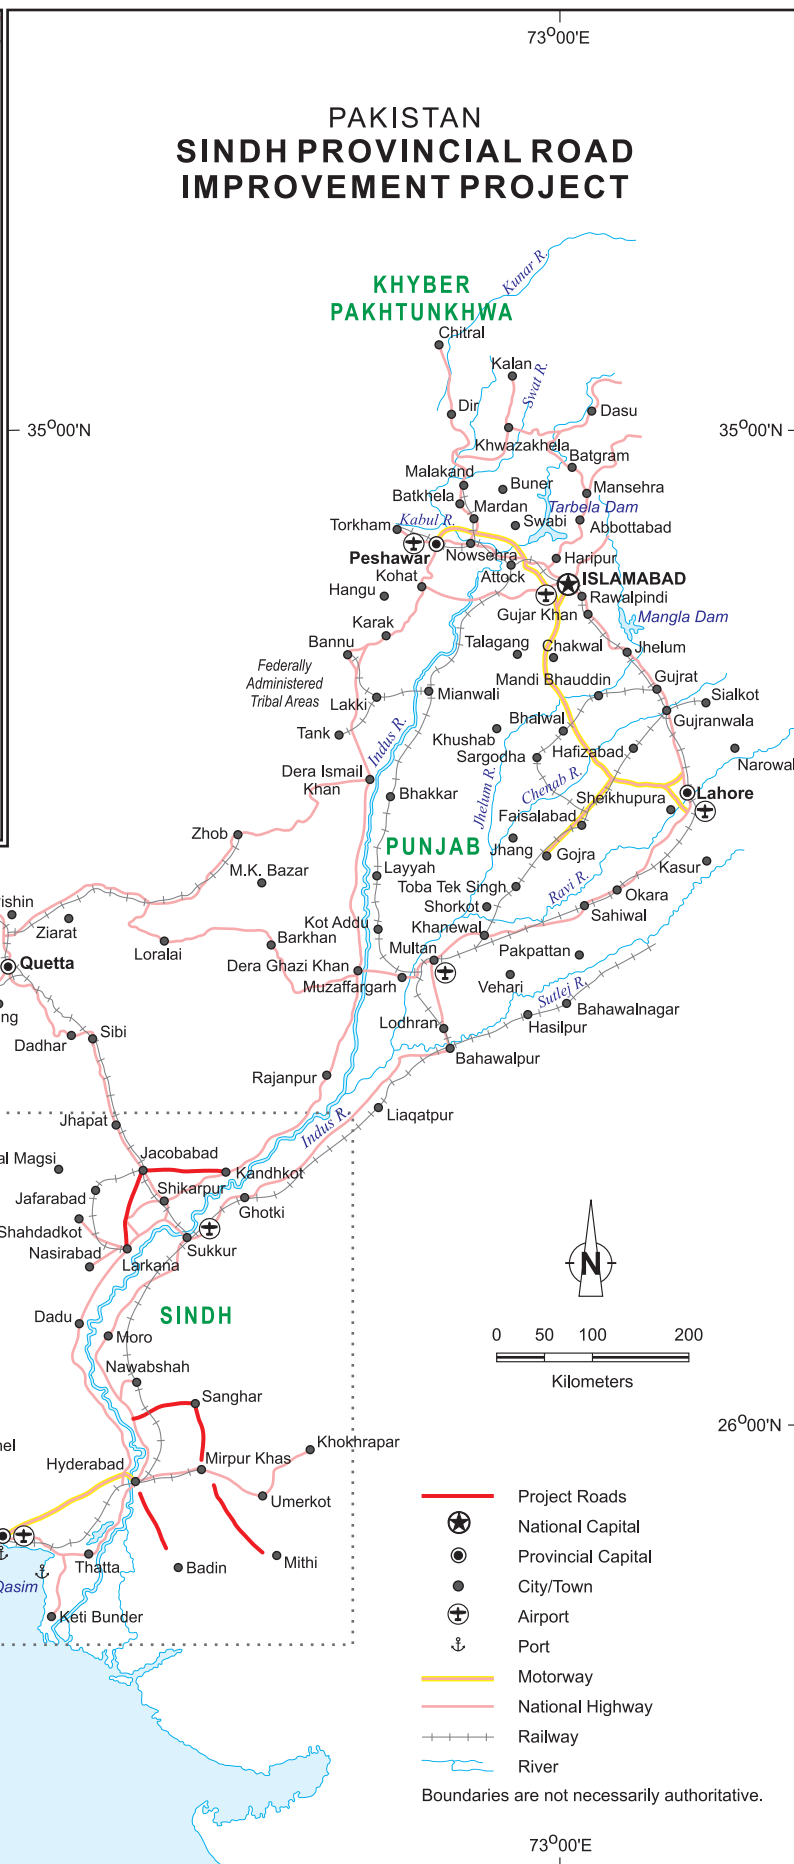 73°00'E
PAKISTAN
SINDH PROVINCIAL ROAD
IMPROVEMENT PROJECT
Kunar R.
KHYBER
PAKHTUNKHWA
Chitral
Kalan
Swat R.
Dir
Dasu
35°00'N
35°00'N
Khwazakhela
Batgram
Malakand
Buner
Mansehra
Batkhela
Mardan
Tarbela Dam
Torkham
Kabul R.
Swabi
Abbottabad
Peshawar
Nowsehra
Haripur
Kohat
Attock
ISLAMABAD
Hangu
Rawalpindi
Gujar Khan
Mangla Dam
Karak
Bannu
Talagang
Chakwal
Jhelum
Federally
Administered
Tribal Areas
Mandi Bhauddin
Gujrat
Lakki
Mianwali
Sialkot
Bhalwal
Gujranwala
Tank
Indus R.
Khushab
Sargodha
Hafizabad
Narowal
Dera Ismail
Khan
Jhelum R.
Chenab R.
Bhakkar
Sheikhupura
Lahore
Faisalabad
Zhob
PUNJAB
Jhang
Gojra
M.K. Bazar
Layyah
Kasur
Toba Tek Singh
Ravi R.
Okara
rishin
Shorkot
Sahiwal
Ziarat
Kot Addu
Khanewal
Loralai
Barkhan
Multan
Pakpattan
Quetta
Dera Ghazi Khan
Muzaffargarh
Vehari
Sutlej R.
ng
Lodhran
Bahawalnagar
Hasilpur
Dadhar
Sibi
Bahawalpur
Rajanpur
Liaqatpur
Jhapat
Indus R.
al Magsi
Jacobabad
Kandhkot
Jafarabad
Shikarpur
Ghotki
Shahdadkot
Nasirabad
Larkana
Sukkur
N
Dadu
SINDH
Moro
0 50 100 200
Kilometers
Nawabshah
Sanghar
26°00'N
nel
Khokhrapar
Hyderabad
Mirpur Khas
Umerkot
Project Roads
National Capital
Thatta
Badin
Mithi
Provincial Capital
Qasim
City/Town
Keti Bunder
Airport
Port
Motorway
National Highway
Railway
River
Boundaries are not necessarily authoritative.
73°00'E